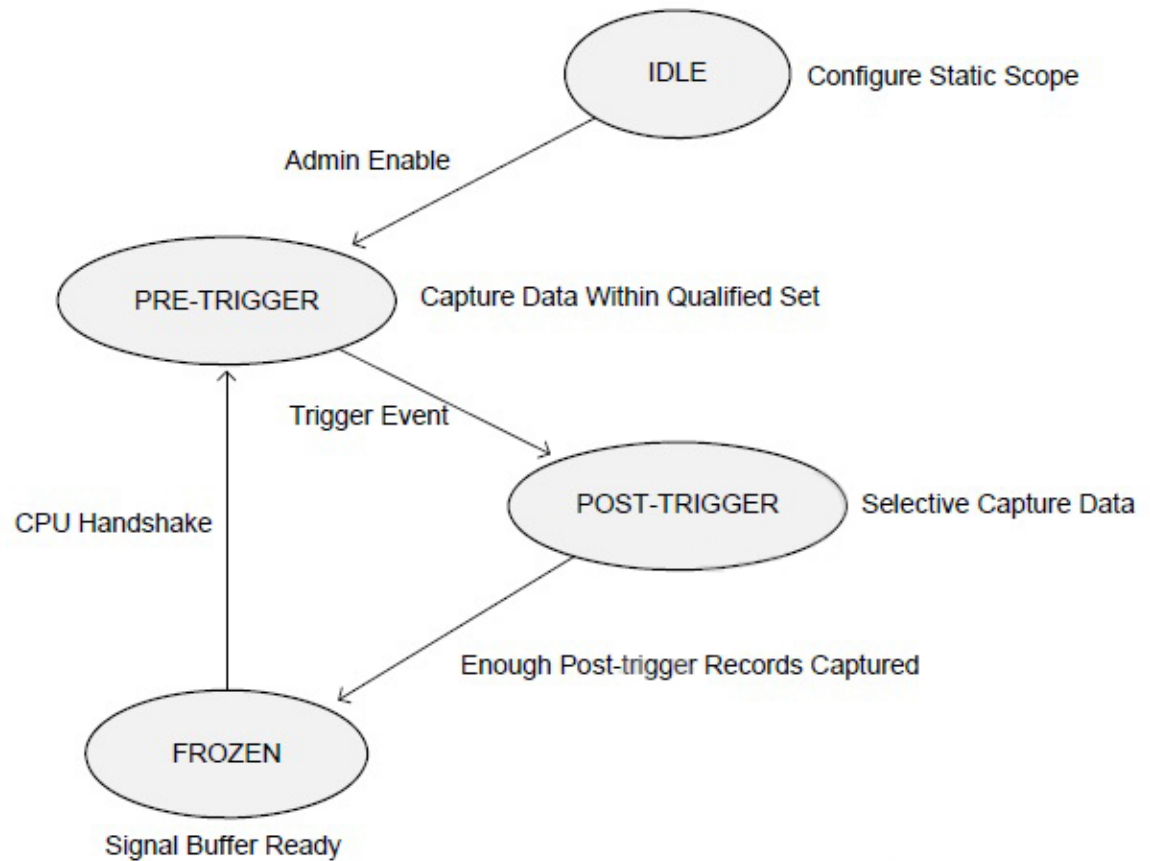 IDLE
Configure Static Scope
Admin Enable
PRE-TRIGGER
Capture Data Within Qualified Set
Trigger Event
POST-TRIGGER
Selective Capture Data
CPU Handshake
Enough Post-trigger Records Captured
FROZEN
Signal Buffer Ready